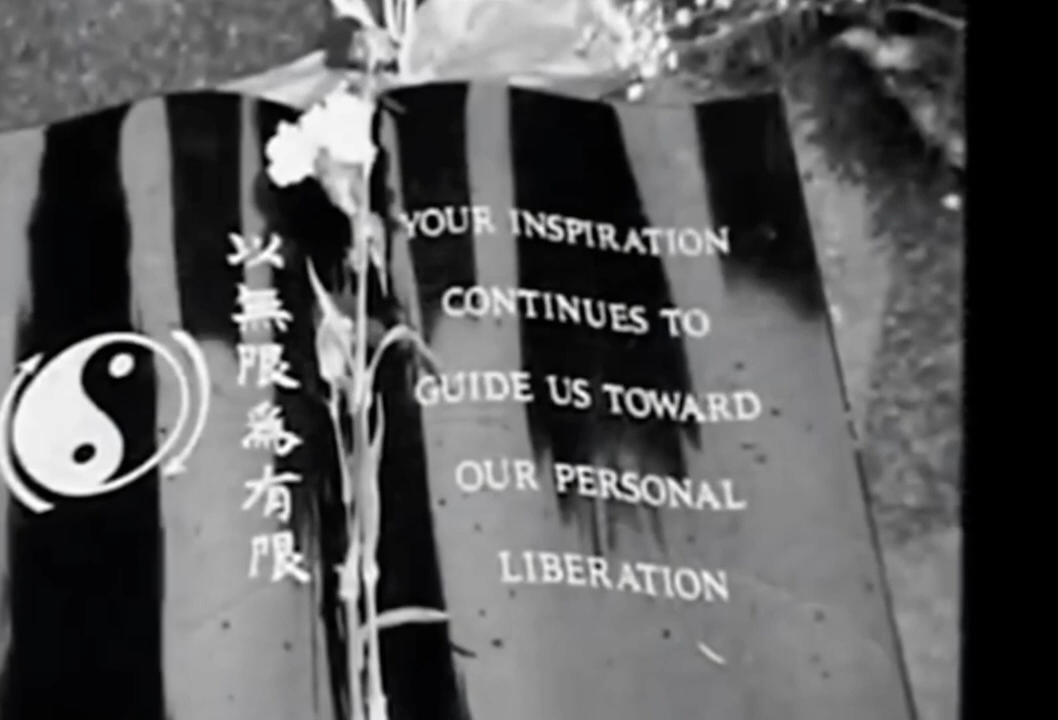 以無限為有限
YOUR INSPIRATION
CONTINUES TO
GUIDE US TOWARD
OUR PERSONAL
LIBERATION